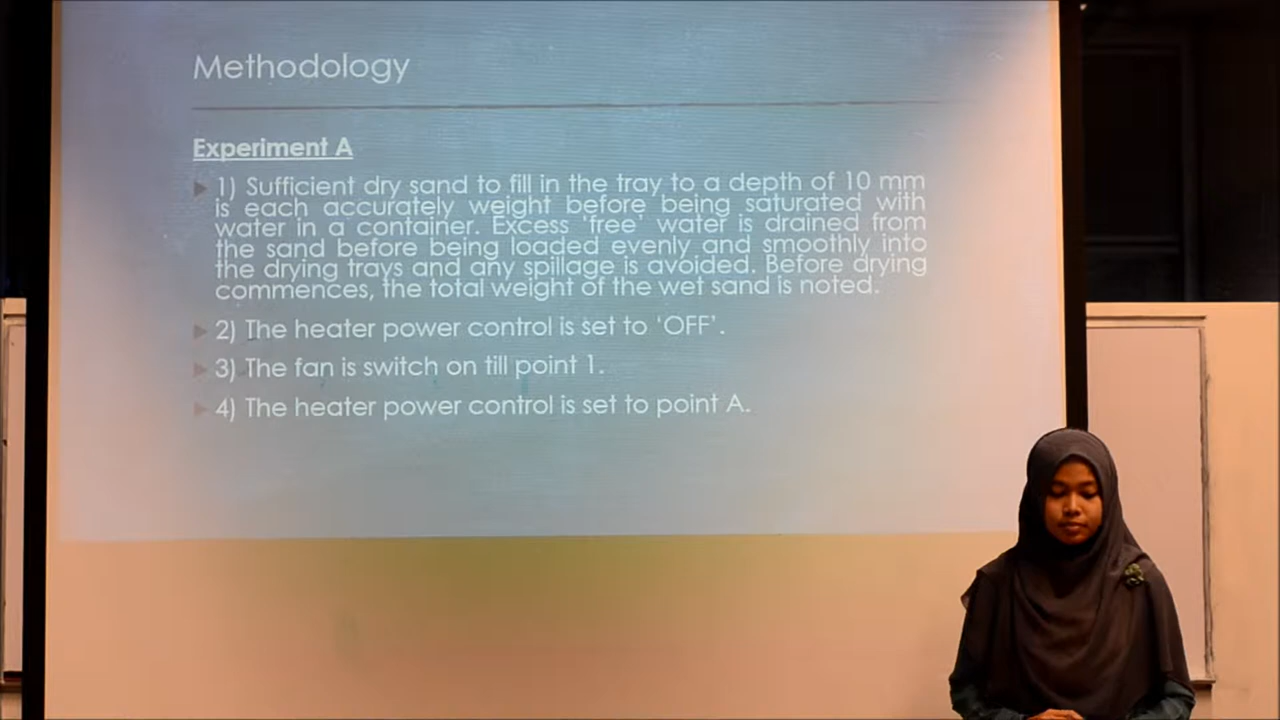 Methodology
Experiment A
1) Sufficient dry sand to fill in the tray to a depth of 10 mm
is each accurately weight before being saturated with
water in a container. Excess 'free' water is drained from
the sand before being loaded evenly and smoothly into
the drying trays and any spillage is avoided. Before drying
commences, the total weight of the wet sand is noted.
2) The heater power control is set to ‘OFF’.
3) The fan is switch on till point 1.
4) The heater power control is set to point A.